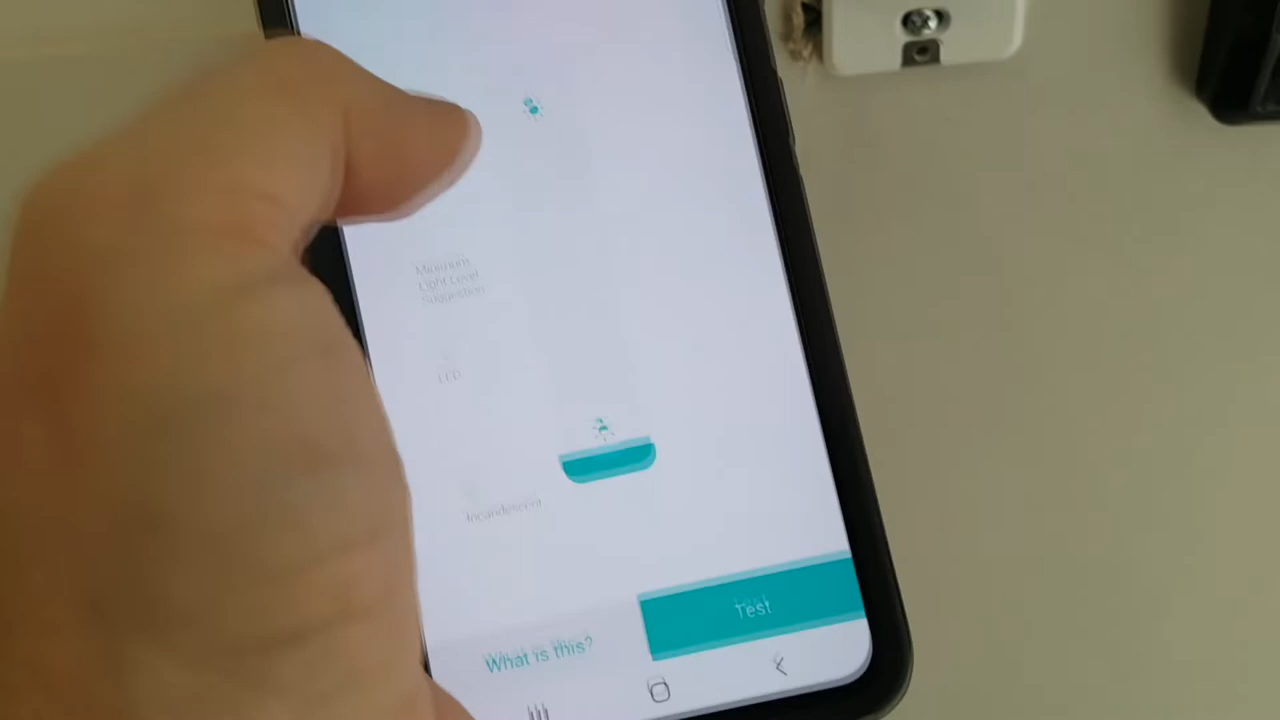 Minimum
Light Level
Suggestion
LED
Incandescent
What is this?
Test